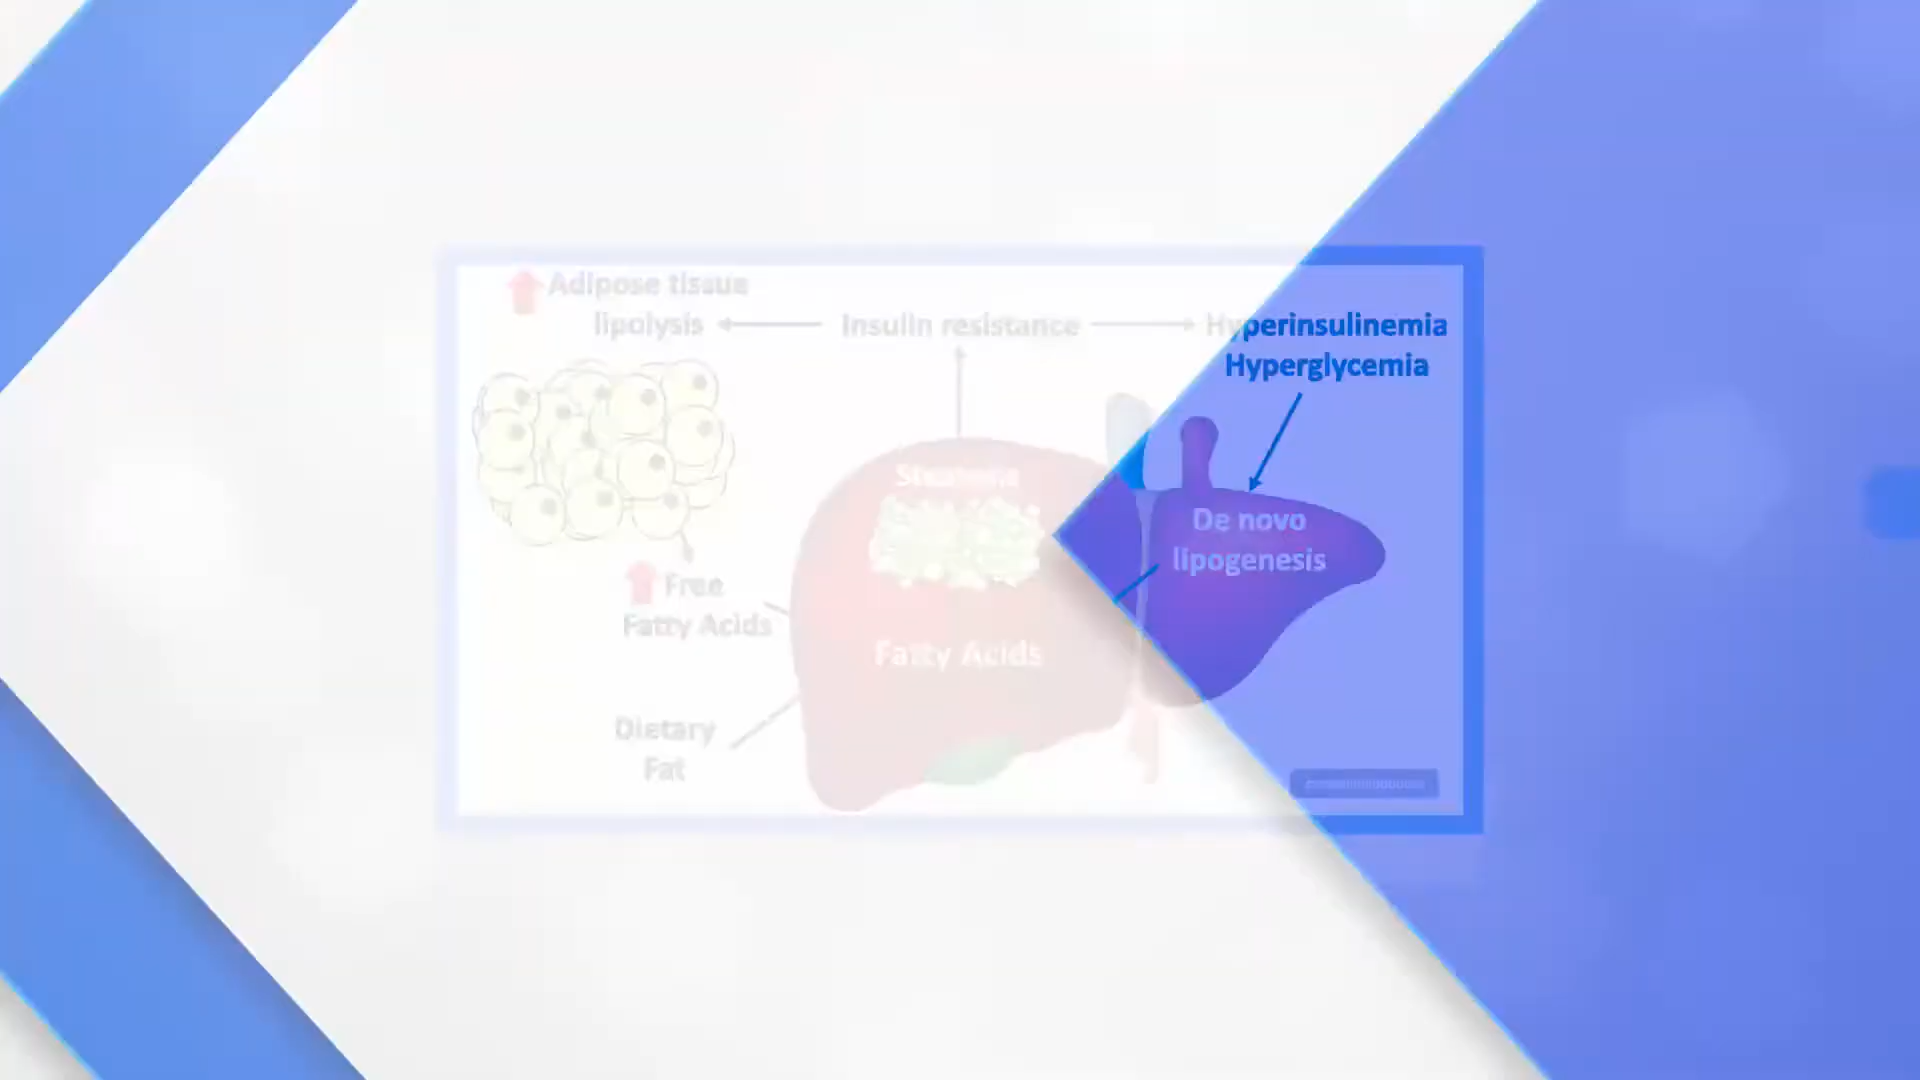 Adipose tissue
lipolysis
Insulin resistance
Hyperinsulinemia
Hyperglycemia
Steatosis
De novo
lipogenesis
Free
Fatty Acids
Fatty Acids
Dietary
Fat